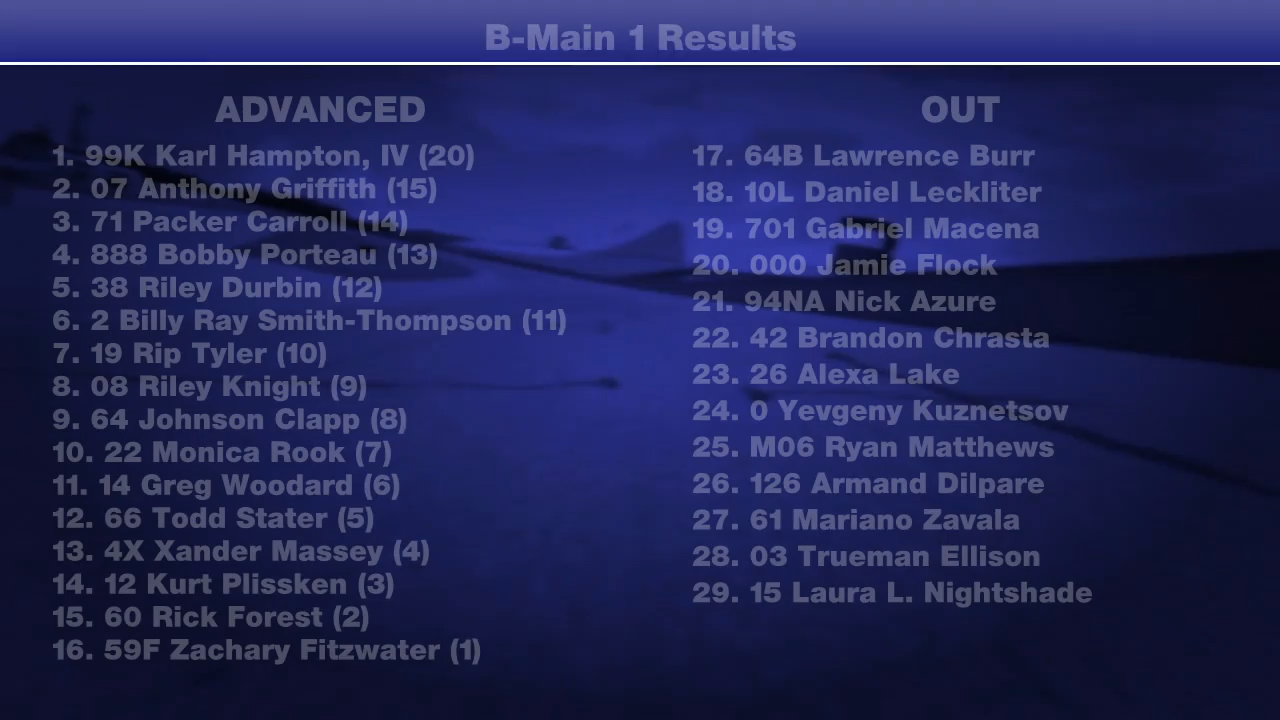 B-Main 1 Results
ADVANCED
1. 99K Karl Hampton, IV (20)
2. 07 Anthony Griffith (15)
3. 71 Packer Carroll (14)
4. 888 Bobby Porteau (13)
5. 38 Riley Durbin (12)
6. 2 Billy Ray Smith-Thompson (11)
7. 19 Rip Tyler (10)
8. 08 Riley Knight (9)
9. 64 Johnson Clapp (8)
10. 22 Monica Rook (7)
11. 14 Greg Woodard (6)
12. 66 Todd Stater (5)
13. 4X Xander Massey (4)
14. 12 Kurt Plissken (3)
15. 60 Rick Forest (2)
16. 59F Zachary Fitzwater (1)
OUT
17. 64B Lawrence Burr
18. 10L Daniel Leckliter
19. 701 Gabriel Macena
20. 000 Jamie Flock
21. 94NA Nick Azure
22. 42 Brandon Chrasta
23. 26 Alexa Lake
24. 0 Yevgeny Kuznetsov
25. M06 Ryan Matthews
26. 126 Armand Dilpare
27. 61 Mariano Zavala
28. 03 Trueman Ellison
29. 15 Laura L. Nightshade